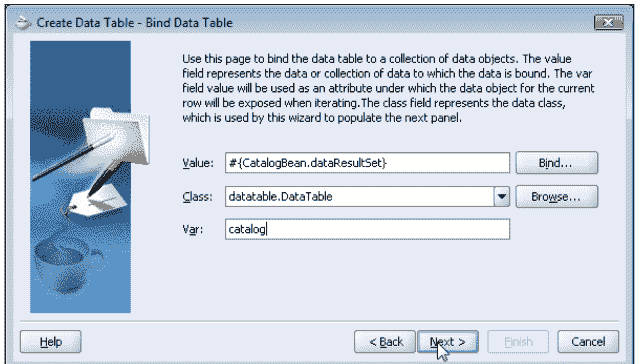 Create Data Table - Bind Data Table
Use this page to bind the data table to a collection of data objects. The value
field represents the data or collection of data to which the data is bound. The var
field value will be used as an attribute under which the data object for the current
row will be exposed when iterating.The class field represents the data class,
which is used by this wizard to populate the next panel.
Value: #{CatalogBean.dataResultSet} Bind...
Class: datatable.DataTable Browse...
Var: catalog
Help < Back Next > Finish Cancel